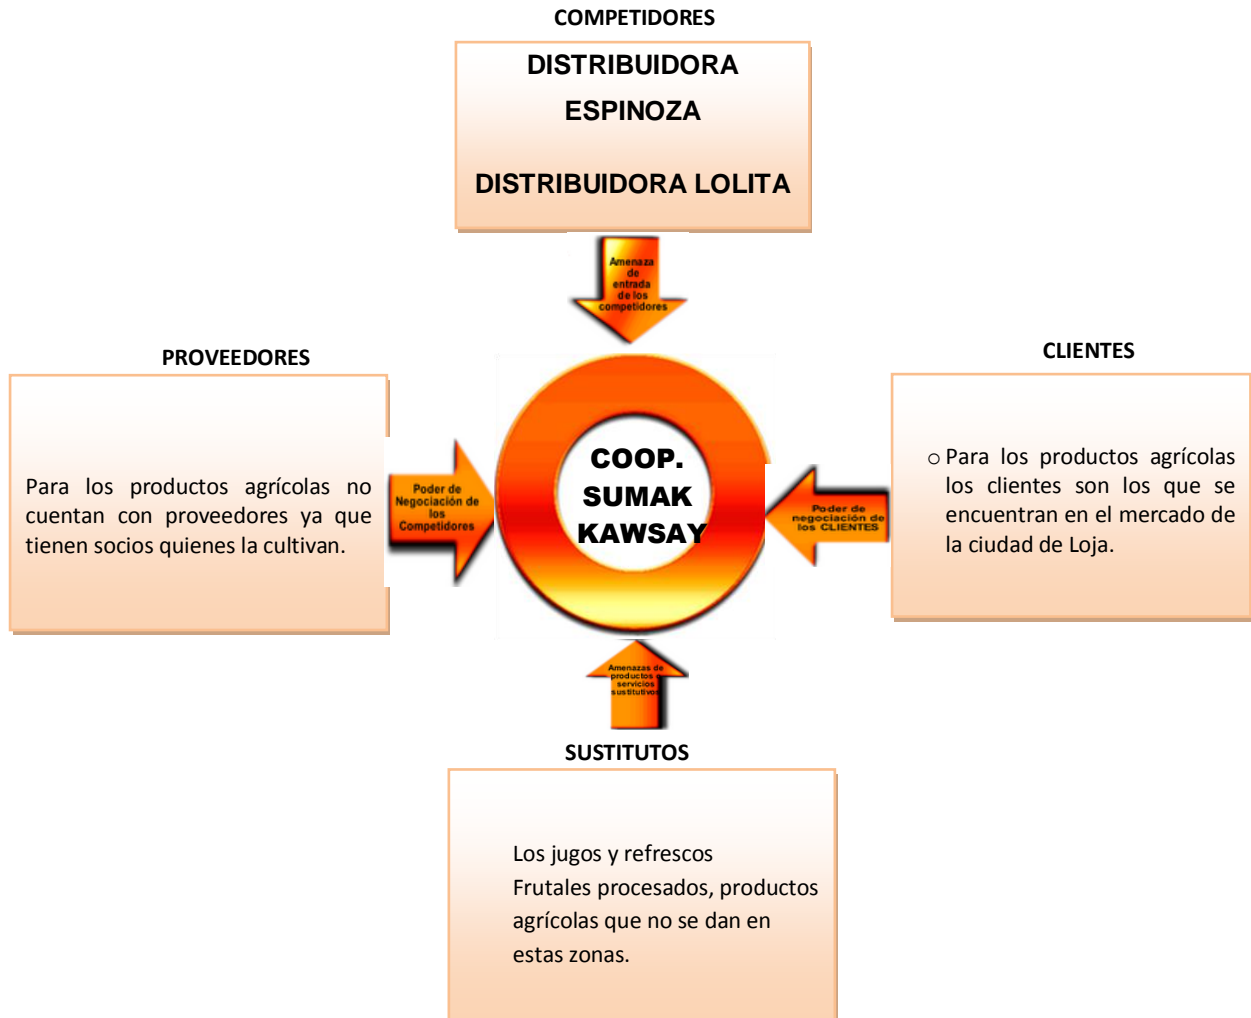 COMPETIDORES
DISTRIBUIDORA
ESPINOZA
DISTRIBUIDORA LOLITA
Amenaza
de
entrada
de los
competidores
PROVEEDORES
Para los productos agrícolas no
cuentan con proveedores ya que
tienen socios quienes la cultivan.
Poder de
Negociación de
los
Competidores
COOP.
SUMAK
KAWSAY
CLIENTES
o Para los productos agrícolas
los clientes son los que se
encuentran en el mercado de
la ciudad de Loja.
Poder de
negociación de
los CLIENTES
Amenazas de
productos o
servicios
sustitutivos
SUSTITUTOS
Los jugos y refrescos
Frutales procesados, productos
agrícolas que no se dan en
estas zonas.